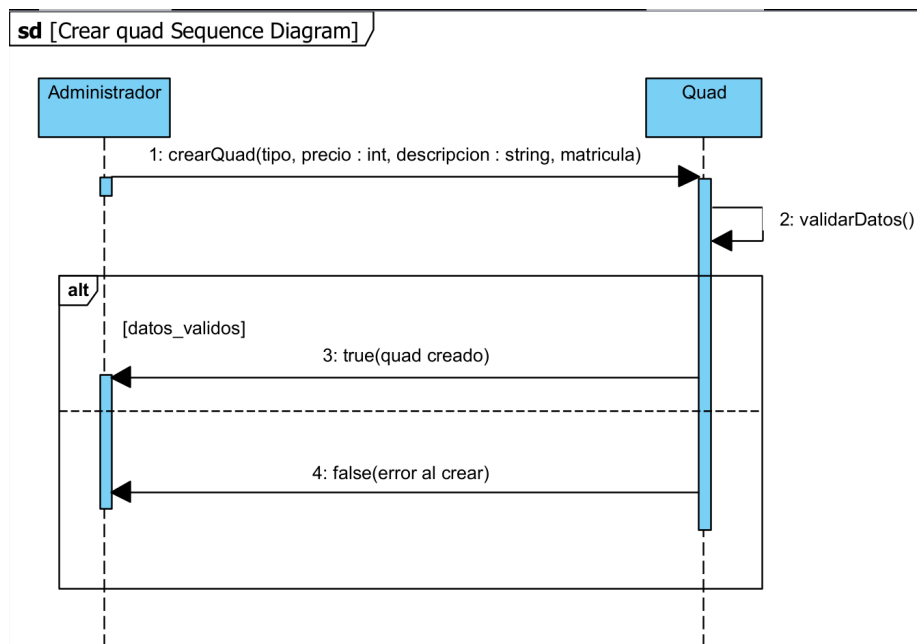 sd [Crear quad Sequence Diagram]
Administrador
Quad
1: crearQuad(tipo, precio : int, descripcion : string, matricula)
2: validarDatos()
alt
[datos_validos]
3: true(quad creado)
4: false(error al crear)